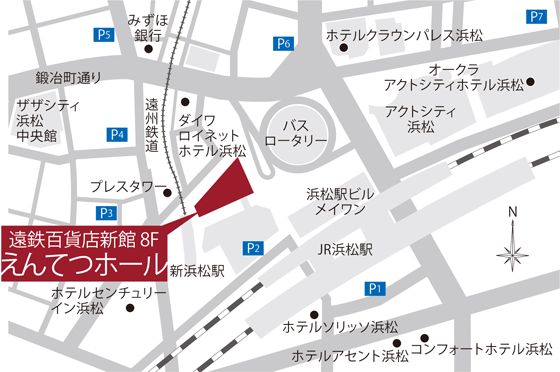 P7
みずほ
銀行
P5
P6
ホテルクラウンパレス浜松
鍛冶町通り
オークラ
アクトシティホテル浜松
ザザシティ
浜松
中央館
遠州鉄道
ダイワ
ロイネット
ホテル浜松
バス
ロータリー
アクトシティ
浜松
P4
プレスタワー
浜松駅ビル
メイワン
P3
遠鉄百貨店新館 8F
えんてつホール
P2
JR浜松駅
N
新浜松駅
ホテルセンチュリー
イン浜松
P1
ホテルソリッソ浜松
ホテルアセント浜松
コンフォートホテル浜松